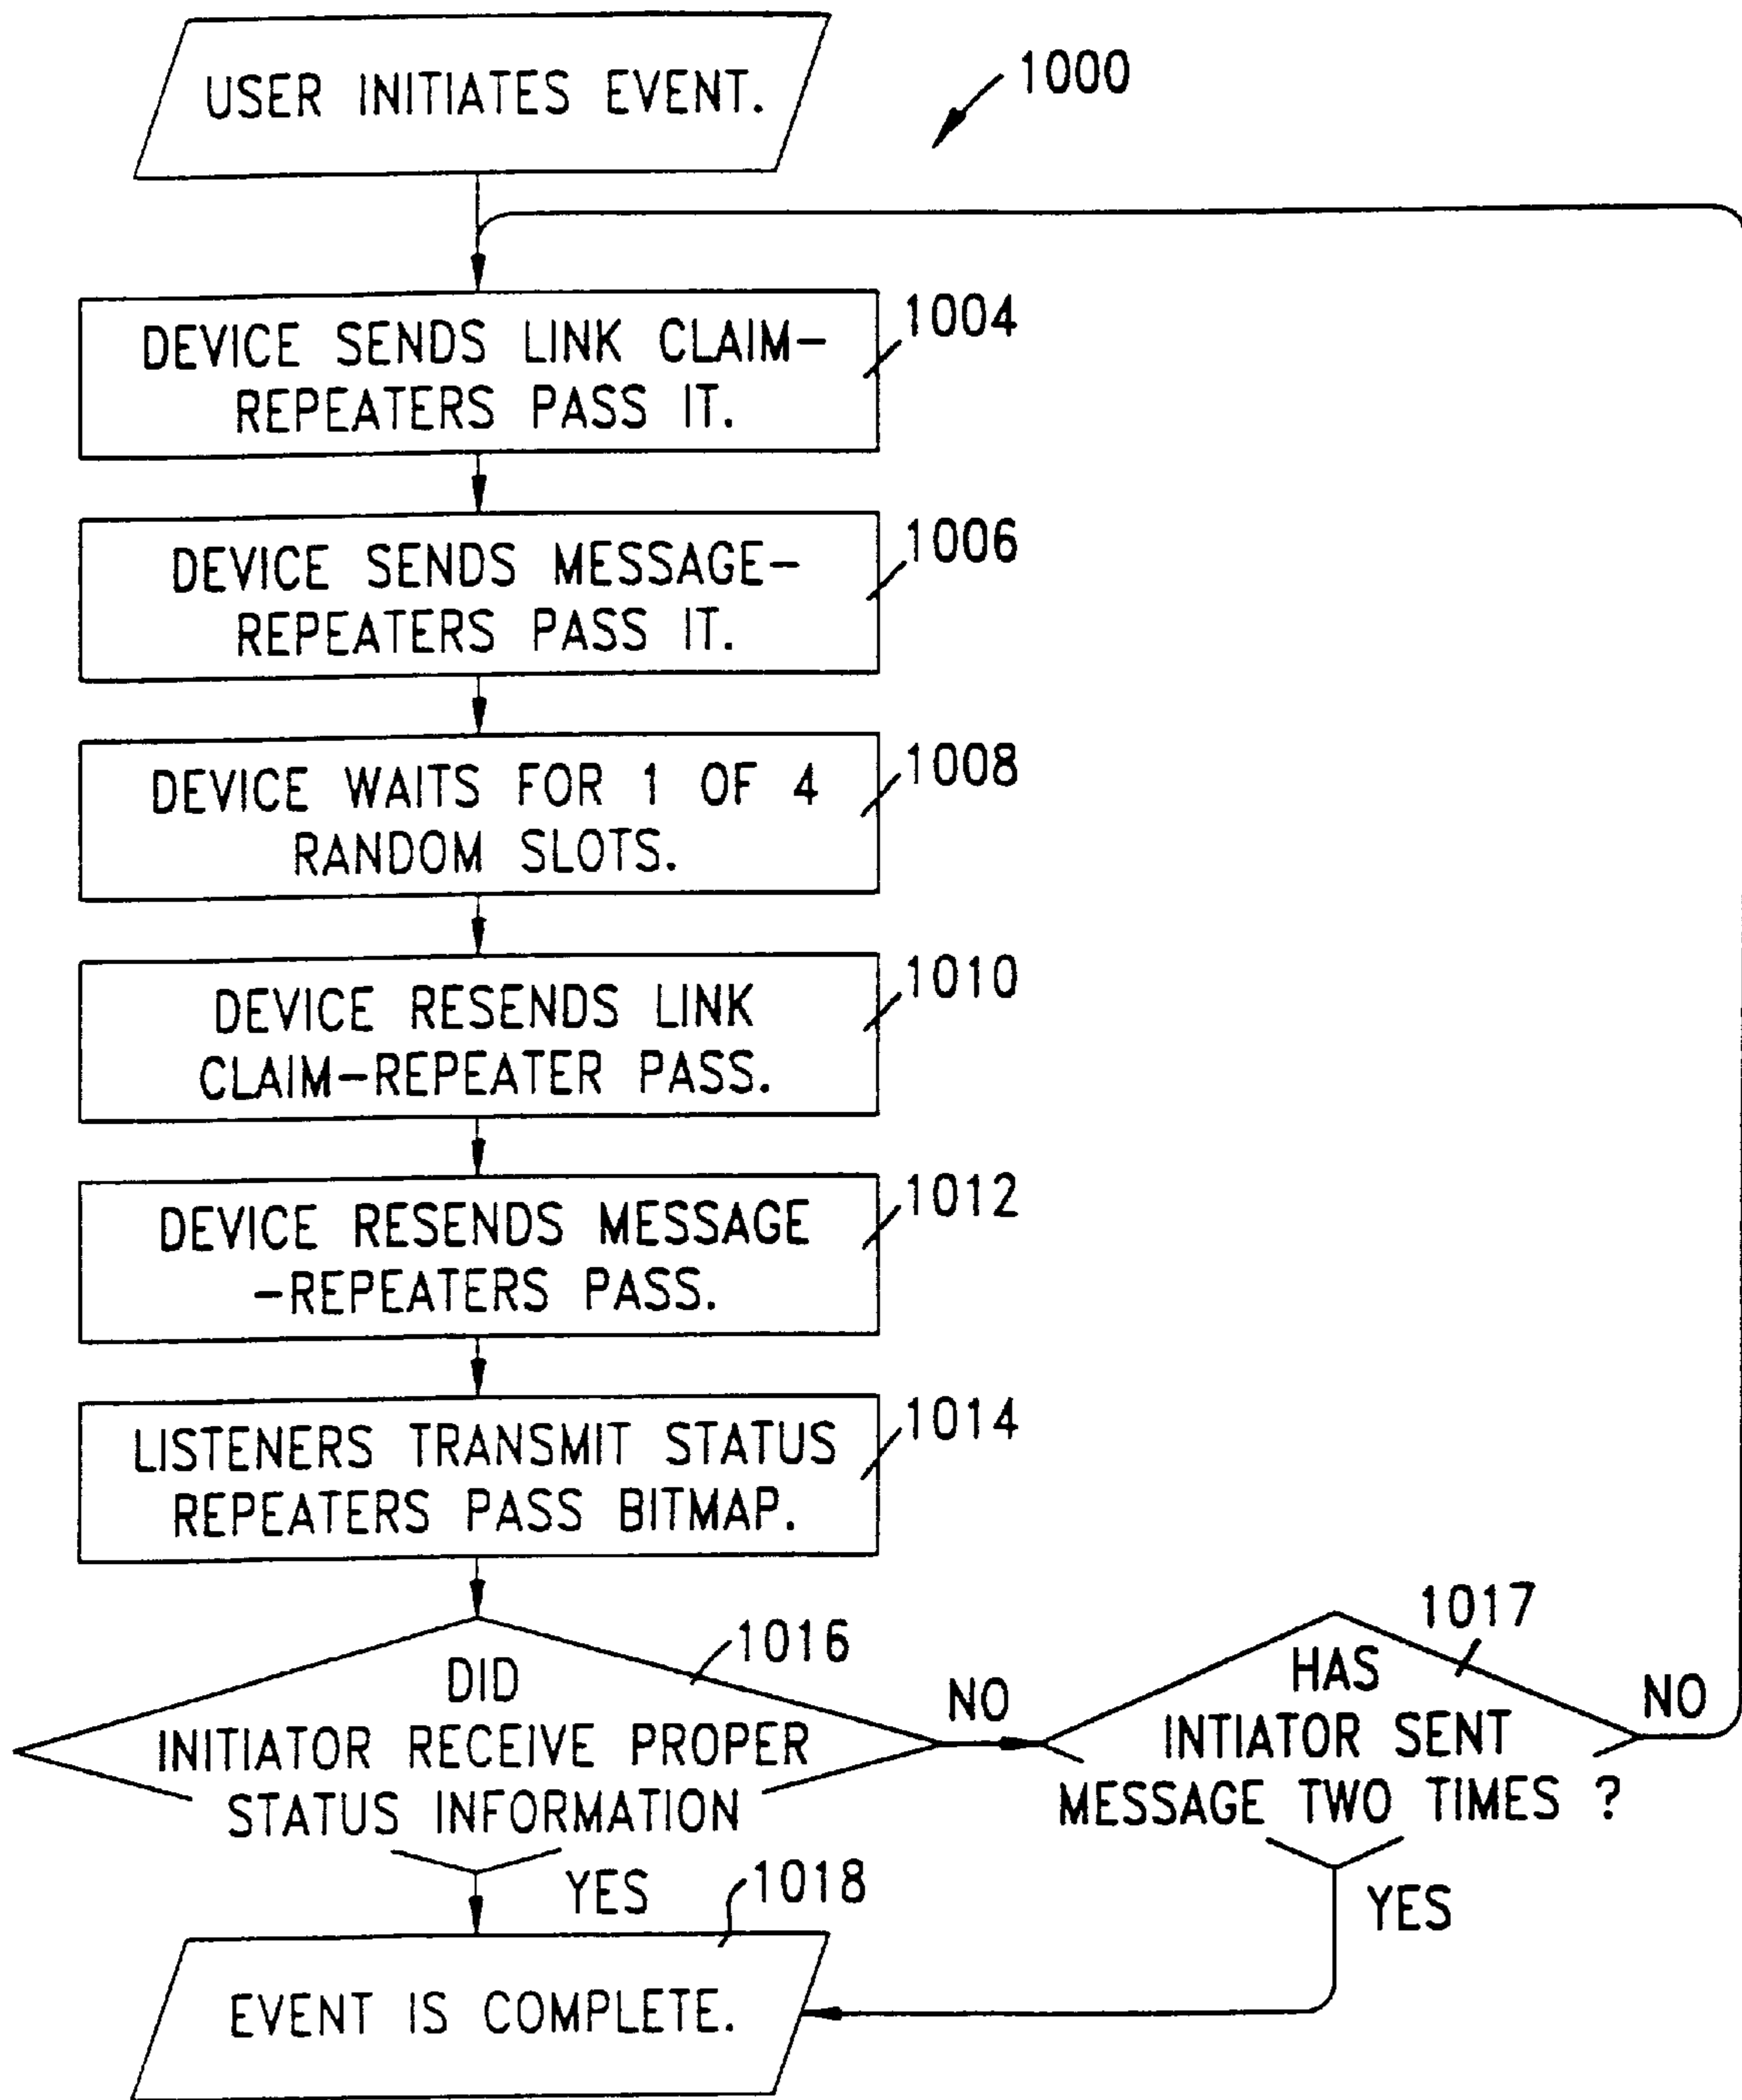 USER INITIATES EVENT.
1000
DEVICE SENDS LINK CLAIM-
REPEATERS PASS IT.
1004
DEVICE SENDS MESSAGE-
REPEATERS PASS IT.
1006
DEVICE WAITS FOR 1 OF 4
RANDOM SLOTS.
1008
DEVICE RESENDS LINK
CLAIM-REPEATER PASS.
1010
DEVICE RESENDS MESSAGE
-REPEATERS PASS.
1012
LISTENERS TRANSMIT STATUS
REPEATERS PASS BITMAP.
1014
DID
INITIATOR RECEIVE PROPER
STATUS INFORMATION
1016
NO
YES
HAS
INTIATOR SENT
MESSAGE TWO TIMES ?
1017
NO
YES
EVENT IS COMPLETE.
1018